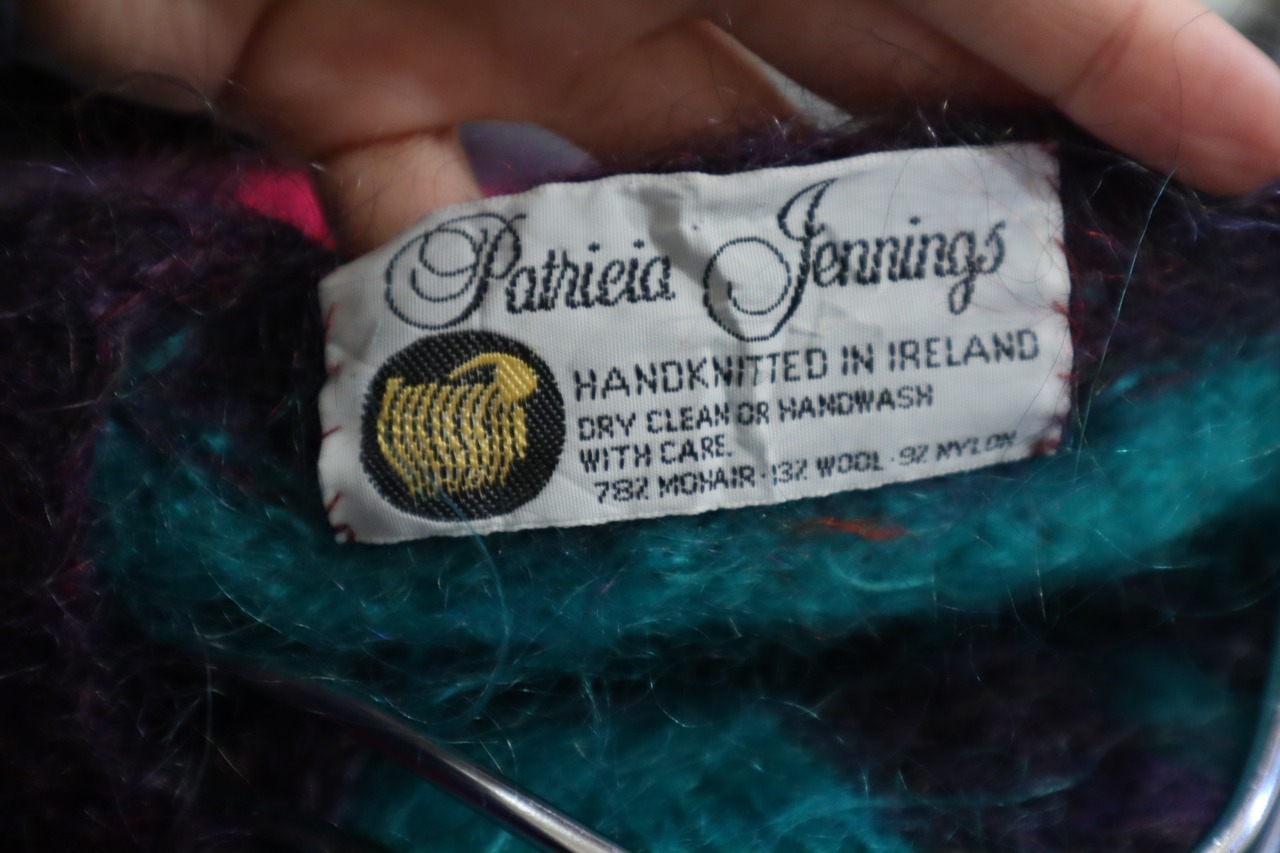 Patricia Jennings
HANDKNITTED IN IRELAND
DRY CLEAN OR HANDWASH
WITH CARE.
78% MOHAIR · 13% WOOL · 9% NYLON